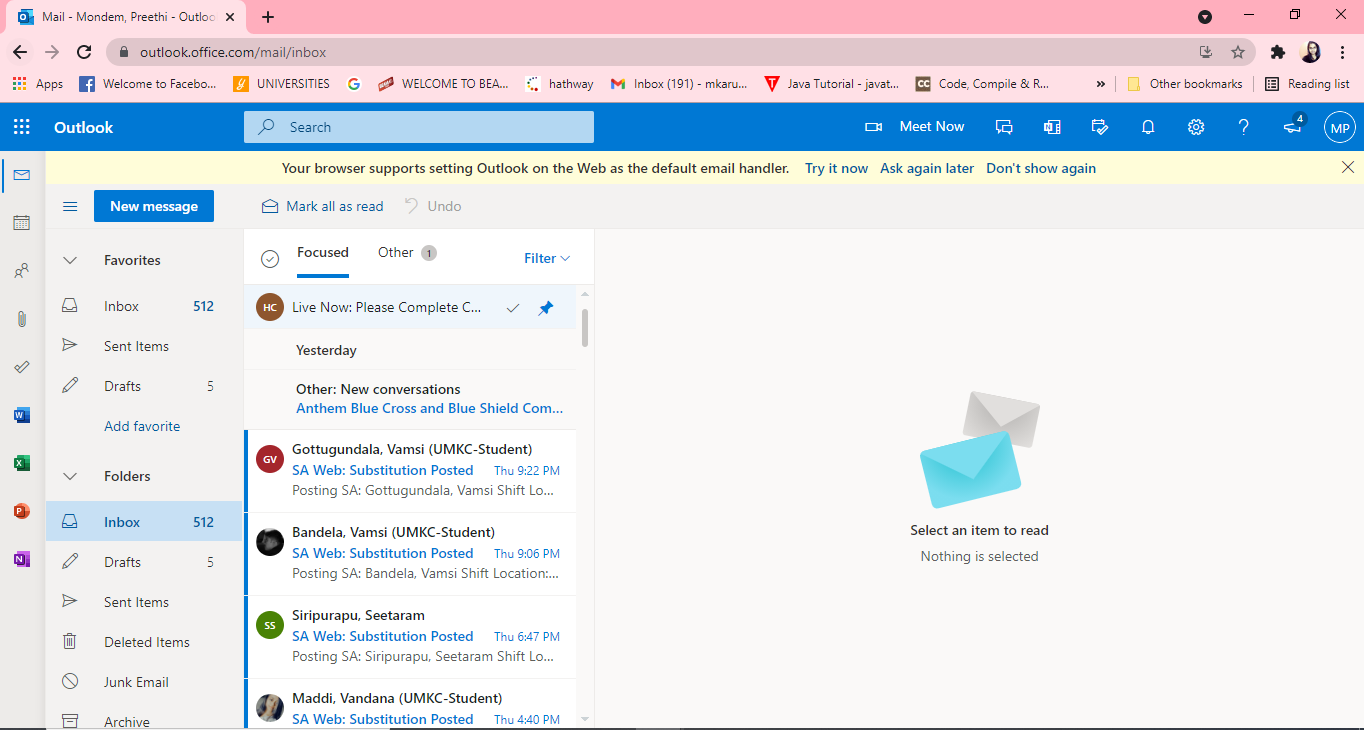 Mail - Mondem, Preethi - Outloo
outlook.office.com/mail/inbox
Apps
Welcome to Facebo...
UNIVERSITIES
WELCOME TO BEA...
hathway
Inbox (191) - mkaru...
Java Tutorial - javat...
CC
Code, Compile & R...
»
Other bookmarks
Reading list
Outlook
Search
Meet Now
4
MP
Your browser supports setting Outlook on the Web as the default email handler. Try it now Ask again later Don't show again
New message
Mark all as read
Undo
Favorites
Inbox 512
Sent Items
Drafts 5
Add favorite
Folders
Inbox 512
Drafts 5
Sent Items
Deleted Items
Junk Email
Archive
Focused
Other 1
Filter
HC
Live Now: Please Complete C...
Yesterday
Other: New conversations
Anthem Blue Cross and Blue Shield Com...
GV
Gottugundala, Vamsi (UMKC-Student)
SA Web: Substitution Posted Thu 9:22 PM
Posting SA: Gottugundala, Vamsi Shift Lo...
Bandela, Vamsi (UMKC-Student)
SA Web: Substitution Posted Thu 9:06 PM
Posting SA: Bandela, Vamsi Shift Location:...
SS
Siripurapu, Seetaram
SA Web: Substitution Posted Thu 6:47 PM
Posting SA: Siripurapu, Seetaram Shift Lo...
Maddi, Vandana (UMKC-Student)
SA Web: Substitution Posted Thu 4:40 PM
Select an item to read
Nothing is selected